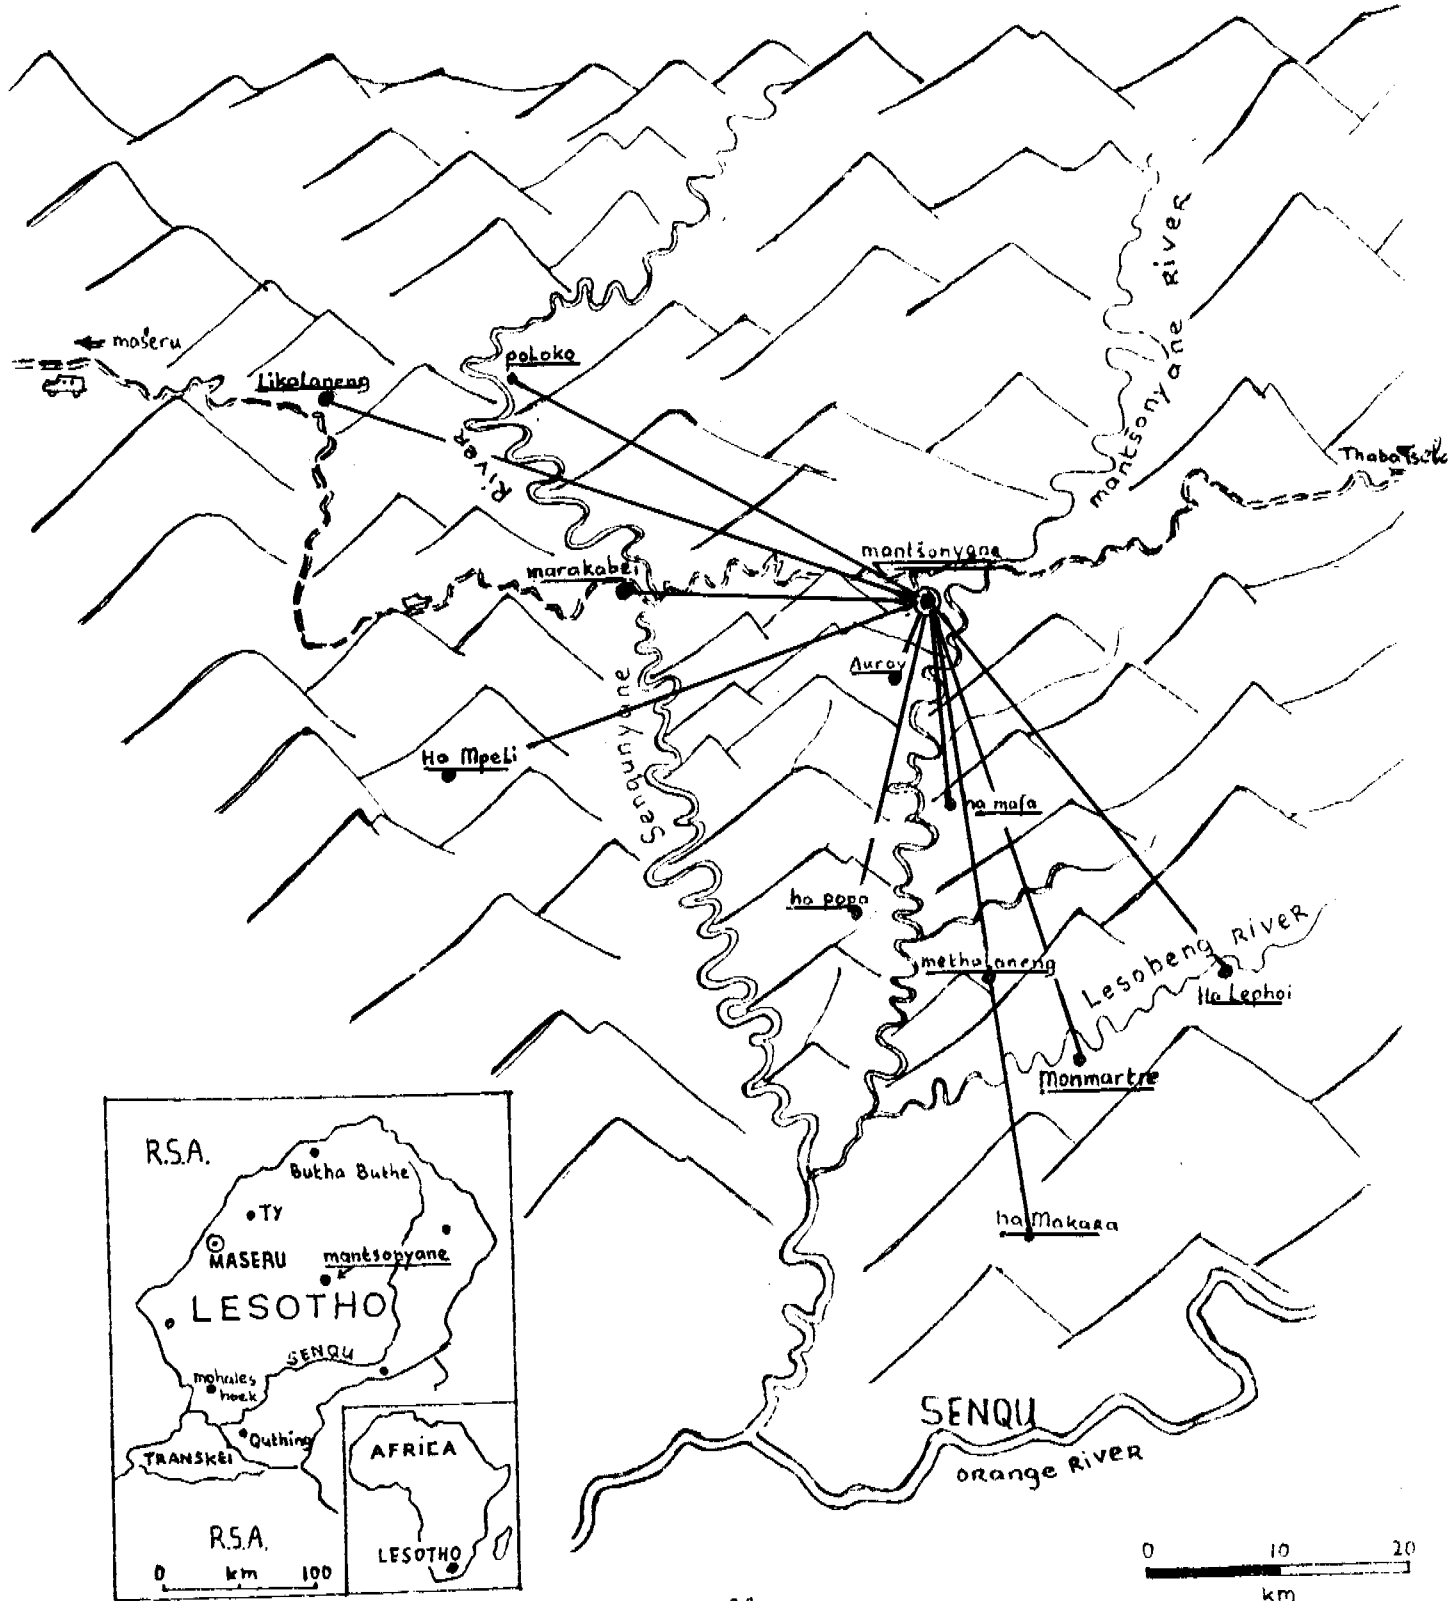 mantšonyane River
← maseru
Likalaneng
poloko
River
Thaba Tseka
mantšonyane
marakabei
Auray
Senqunyane
Ha Mpeli
ha mafa
ha popa
methalaneng
Lesobeng River
Ha Lephoi
Monmartre
ha Makara
SENQU
Orange River
0 10 20
km
R.S.A.
Butha Buthe
TY
MASERU
mantsonyane
LESOTHO
SENQU
mohales
hoek
Quthing
TRANSKEI
R.S.A.
0 km 100
AFRICA
LESOTHO